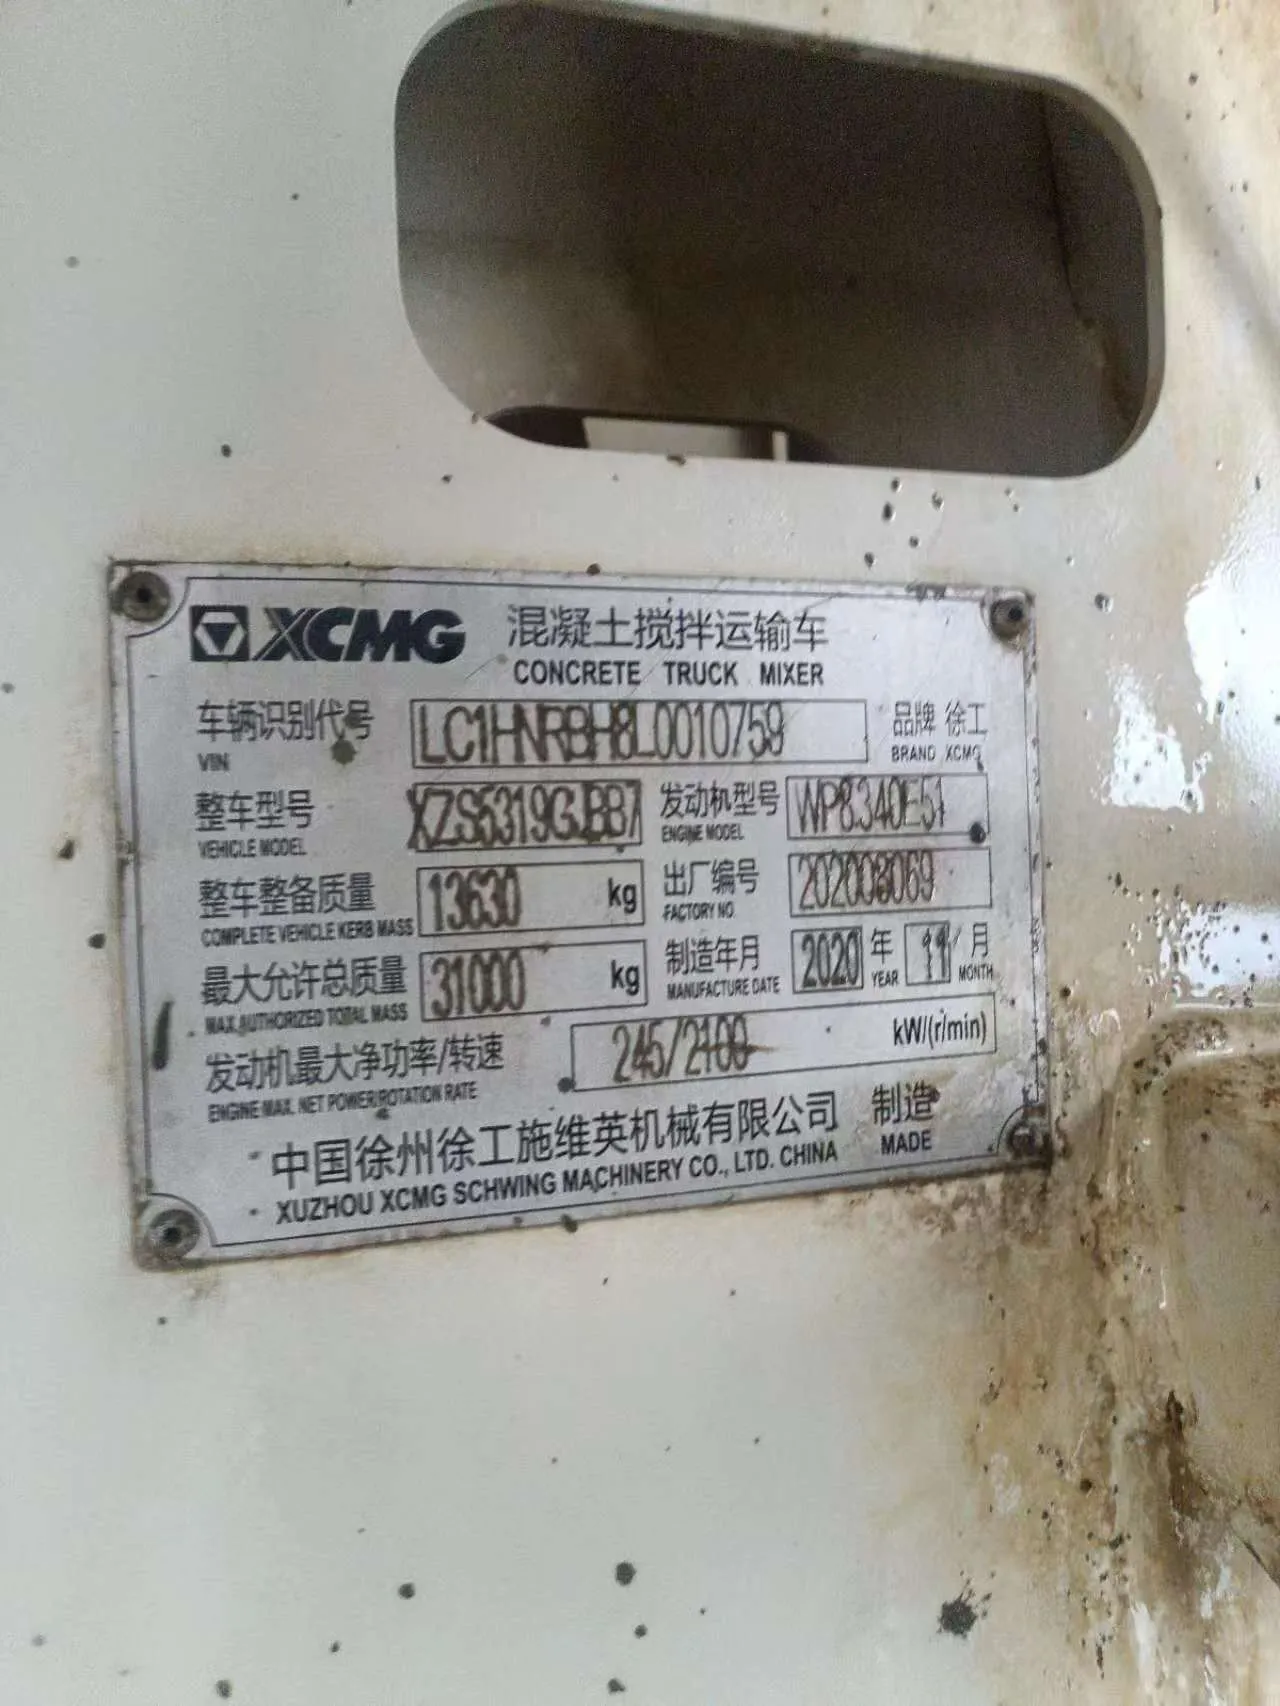 XCMG 混凝土搅拌运输车
CONCRETE TRUCK MIXER
车辆识别代号 LC1HNRBH8L0010759 品牌 徐工
VIN BRAND XCMG
整车型号 XZS5319GJBB7 发动机型号 WP8.340E51
VEHICLE MODEL ENGINE MODEL
整车整备质量 13630 kg 出厂编号 202008069
COMPLETE VEHICLE KERB MASS FACTORY NO.
最大允许总质量 31000 kg 制造年月 2020 年 11 月
MAX.AUTHORIZED TOTAL MASS MANUFACTURE DATE YEAR MONTH
发动机最大净功率/转速 245/2100 kW/(r/min)
ENGINE MAX. NET POWER/ROTATION RATE
中国徐州徐工施维英机械有限公司 制造
XUZHOU XCMG SCHWING MACHINERY CO., LTD. CHINA MADE